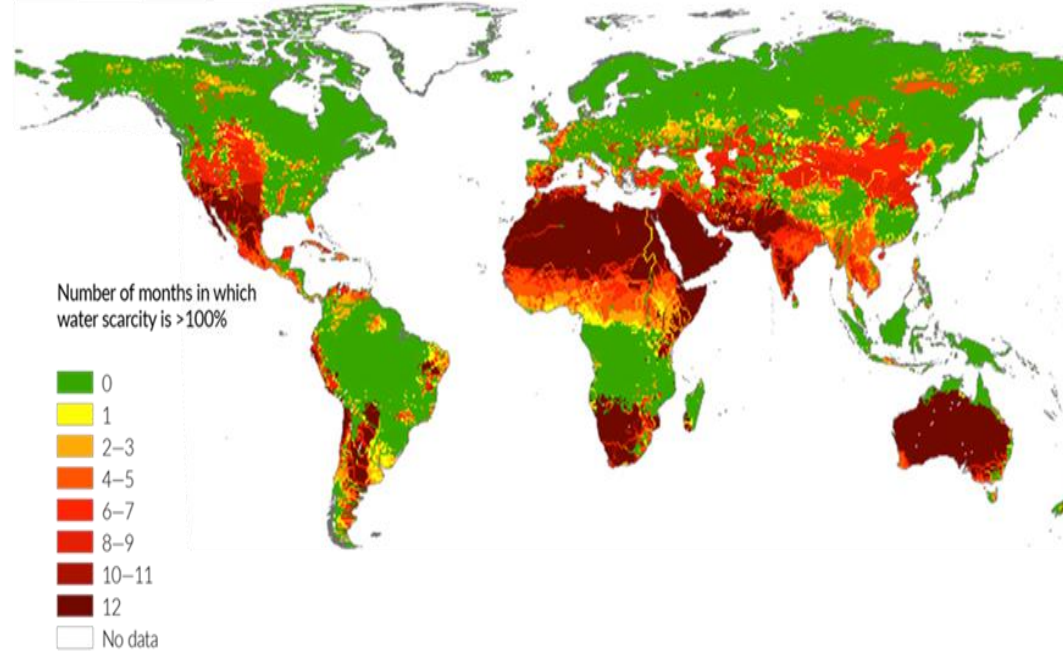 Number of months in which
water scarcity is >100%
0
1
2–3
4–5
6–7
8–9
10–11
12
No data